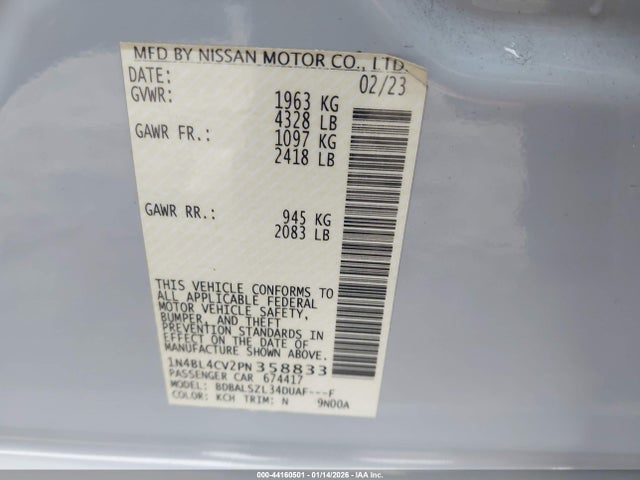 MFD BY NISSAN MOTOR CO., LTD.
DATE: 02/23
GVWR: 1963 KG
4328 LB
GAWR FR.: 1097 KG
2418 LB
GAWR RR.: 945 KG
2083 LB
THIS VEHICLE CONFORMS TO
ALL APPLICABLE FEDERAL
MOTOR VEHICLE SAFETY,
BUMPER, AND THEFT
PREVENTION STANDARDS IN
EFFECT ON THE DATE OF
MANUFACTURE SHOWN ABOVE.
1N4BL4CV2PN358833
PASSENGER CAR 674417
MODEL: BDBALSZL34DUAF---F
COLOR: KCH TRIM: N 9N00A
000-44160501 - 01/14/2026 - IAA Inc.